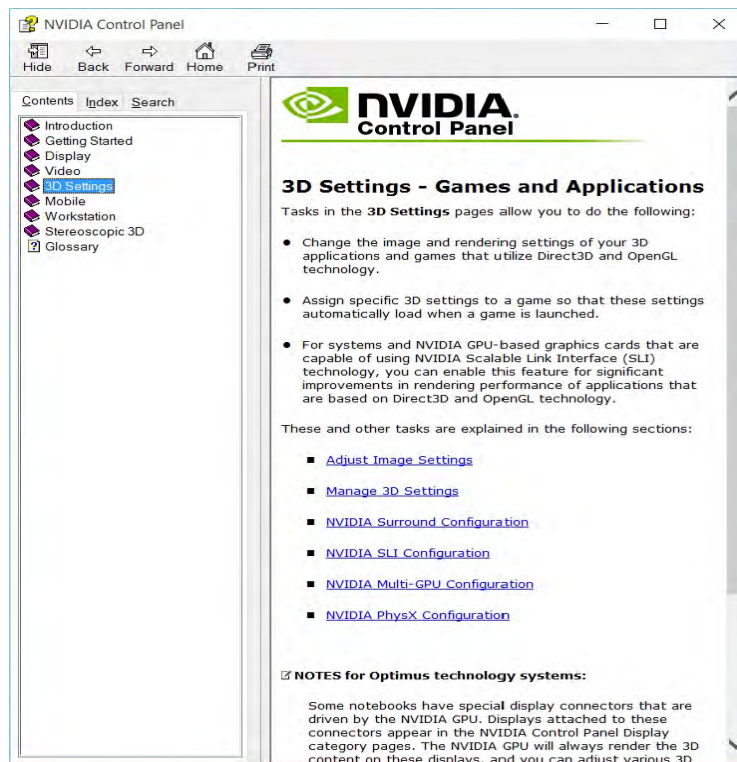 NVIDIA Control Panel
Hide Back Forward Home Print
Contents Index Search
Introduction
Getting Started
Display
Video
3D Settings
Mobile
Workstation
Stereoscopic 3D
Glossary
NVIDIA.
Control Panel
3D Settings - Games and Applications
Tasks in the 3D Settings pages allow you to do the following:
Change the image and rendering settings of your 3D
applications and games that utilize Direct3D and OpenGL
technology.
Assign specific 3D settings to a game so that these settings
automatically load when a game is launched.
For systems and NVIDIA GPU-based graphics cards that are
capable of using NVIDIA Scalable Link Interface (SLI)
technology, you can enable this feature for significant
improvements in rendering performance of applications that
are based on Direct3D and OpenGL technology.
These and other tasks are explained in the following sections:
Adjust Image Settings
Manage 3D Settings
NVIDIA Surround Configuration
NVIDIA SLI Configuration
NVIDIA Multi-GPU Configuration
NVIDIA PhysX Configuration
NOTES for Optimus technology systems:
Some notebooks have special display connectors that are
driven by the NVIDIA GPU. Displays attached to these
connectors appear in the NVIDIA Control Panel Display
category pages. The NVIDIA GPU will always render the 3D
content on these displays, and you can adjust various 3D